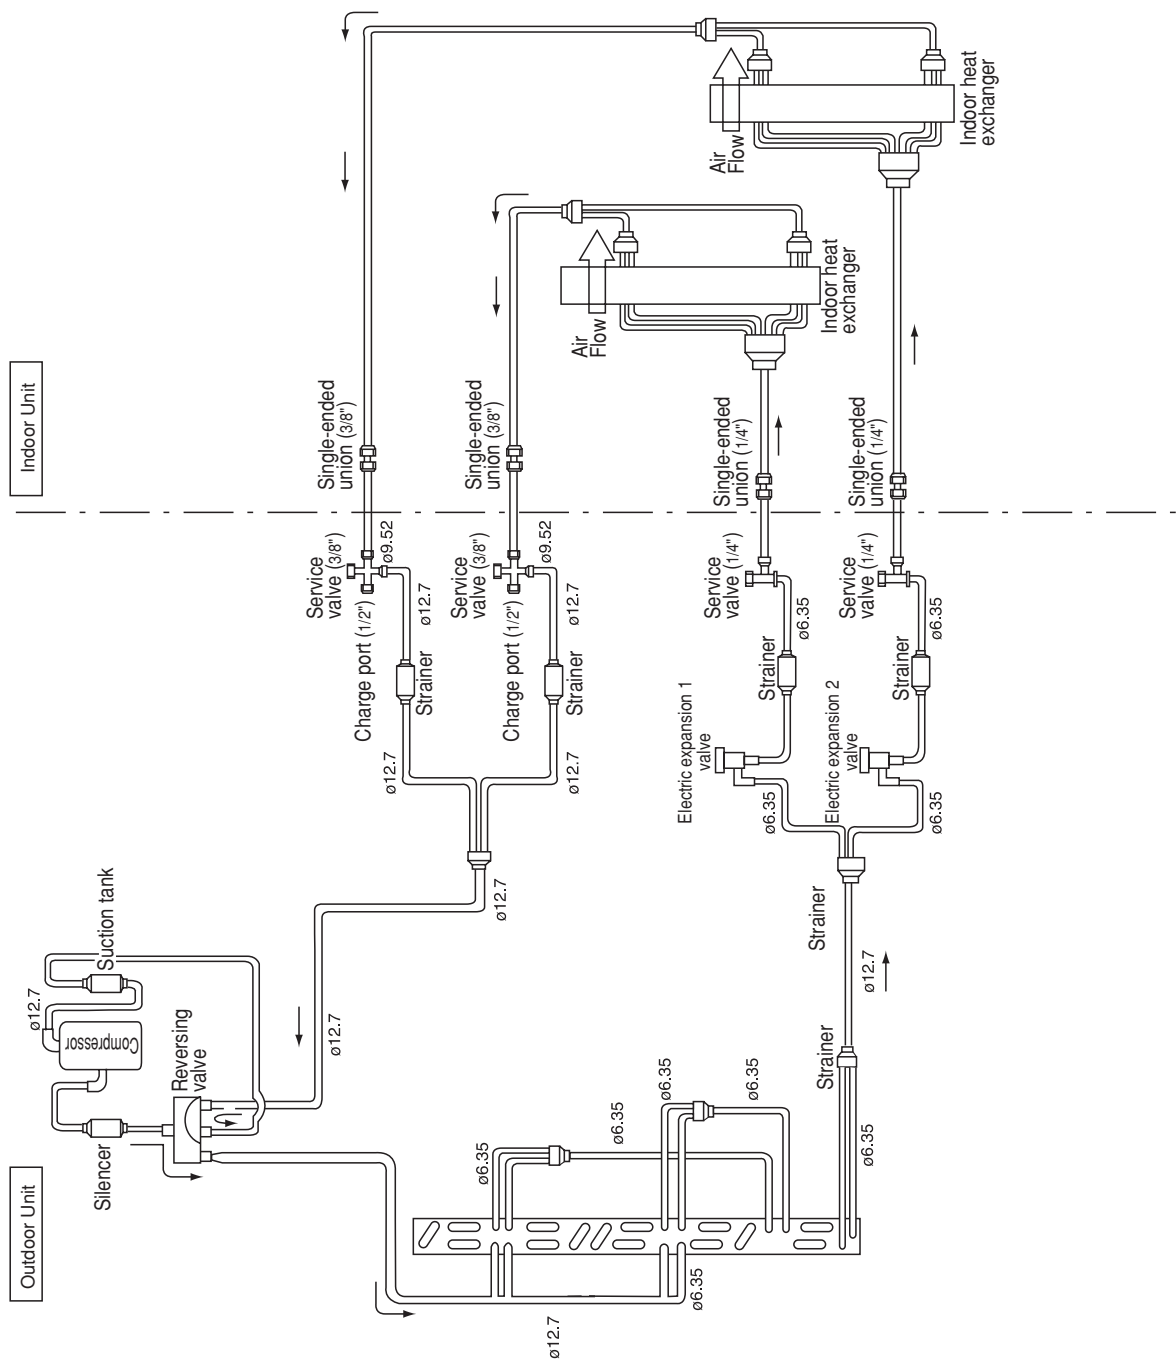 Indoor Unit
Air
Flow
Indoor heat
exchanger
Air
Flow
Indoor heat
exchanger
Single-ended
union (3/8")
Single-ended
union (3/8")
Single-ended
union (1/4")
Single-ended
union (1/4")
Service
valve (3/8")
ø9.52
Service
valve (3/8")
ø9.52
Service
valve (1/4")
Service
valve (1/4")
Charge port (1/2")
ø12.7
Charge port (1/2")
ø12.7
ø6.35
ø6.35
Strainer
Strainer
Strainer
Strainer
ø12.7
ø12.7
Electric expansion 1
valve
Electric expansion 2
valve
ø6.35
ø6.35
ø12.7
Strainer
ø12.7
Suction tank
ø12.7
Compressor
Reversing
valve
ø12.7
Strainer
Silencer
ø6.35
ø6.35
ø6.35
ø6.35
ø6.35
ø6.35
ø12.7
Outdoor Unit